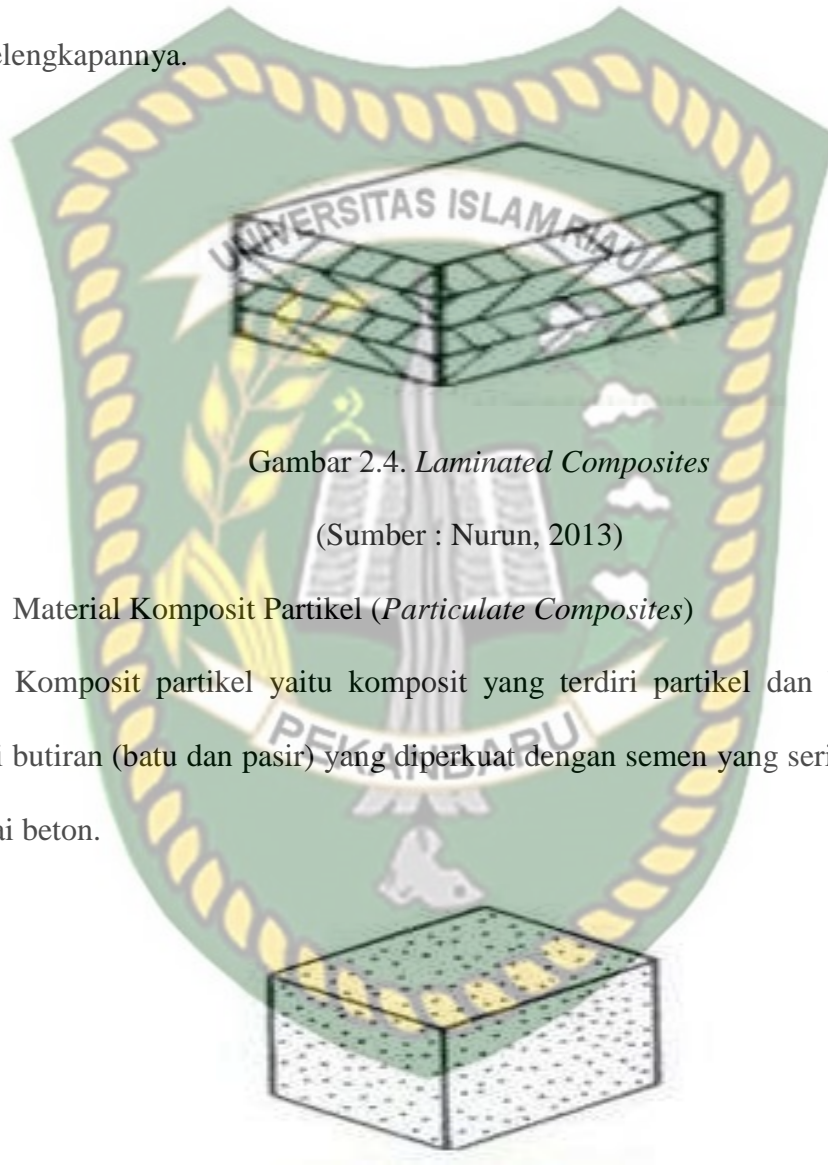 elengkapannya.
UNIVERSITAS ISLAM RIAU
Gambar 2.4. Laminated Composites
(Sumber : Nurun, 2013)
Material Komposit Partikel (Particulate Composites)
Komposit partikel yaitu komposit yang terdiri partikel dan
i butiran (batu dan pasir) yang diperkuat dengan semen yang seri
PEKANBARU
ai beton.